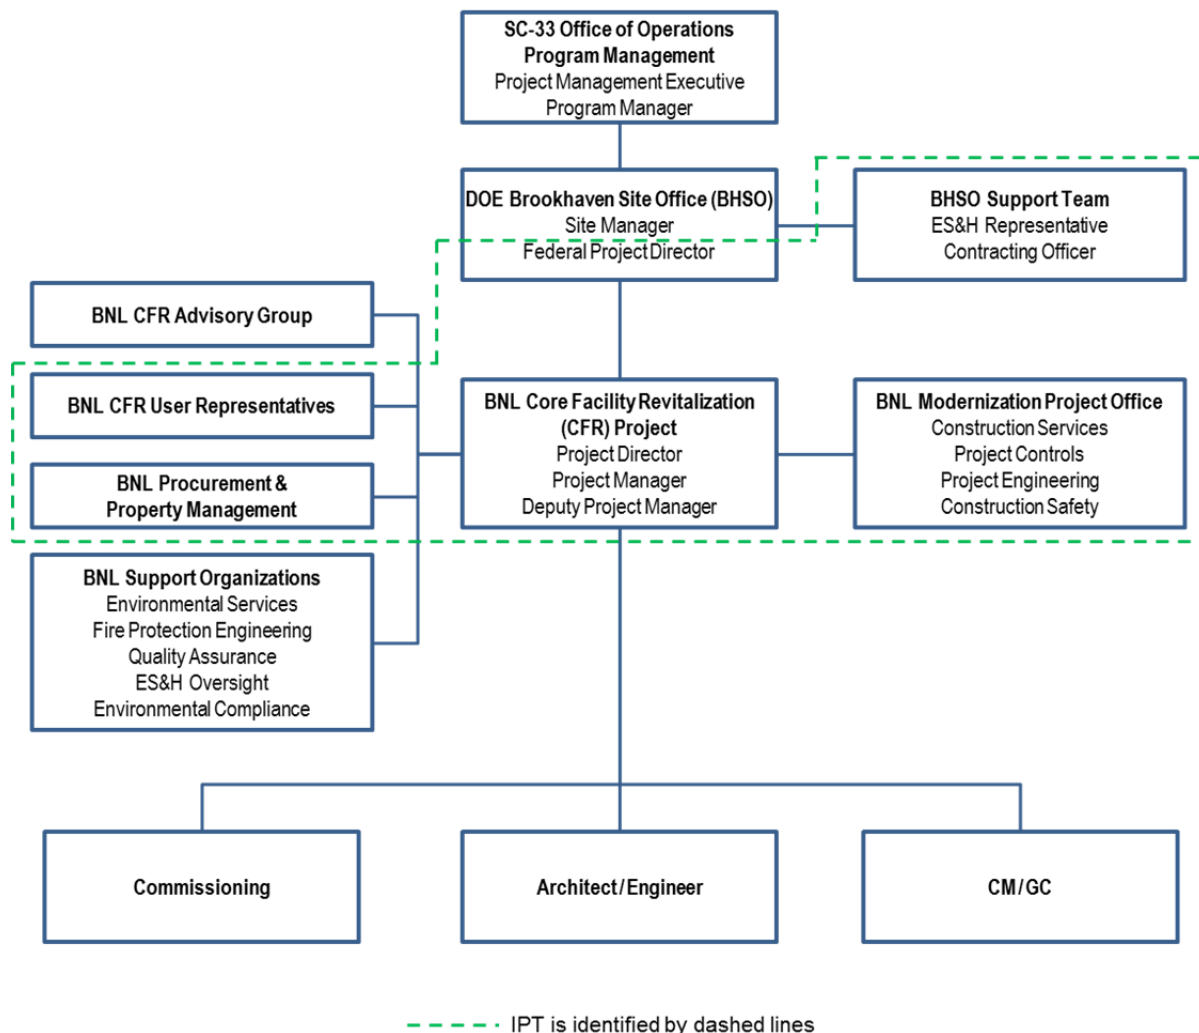 SC-33 Office of Operations
Program Management
Project Management Executive
Program Manager
DOE Brookhaven Site Office (BHSO)
Site Manager
Federal Project Director
BHSO Support Team
ES&H Representative
Contracting Officer
BNL CFR Advisory Group
BNL CFR User Representatives
BNL Procurement &
Property Management
BNL Support Organizations
Environmental Services
Fire Protection Engineering
Quality Assurance
ES&H Oversight
Environmental Compliance
BNL Core Facility Revitalization
(CFR) Project
Project Director
Project Manager
Deputy Project Manager
BNL Modernization Project Office
Construction Services
Project Controls
Project Engineering
Construction Safety
Commissioning
Architect/Engineer
CM/GC
IPT is identified by dashed lines